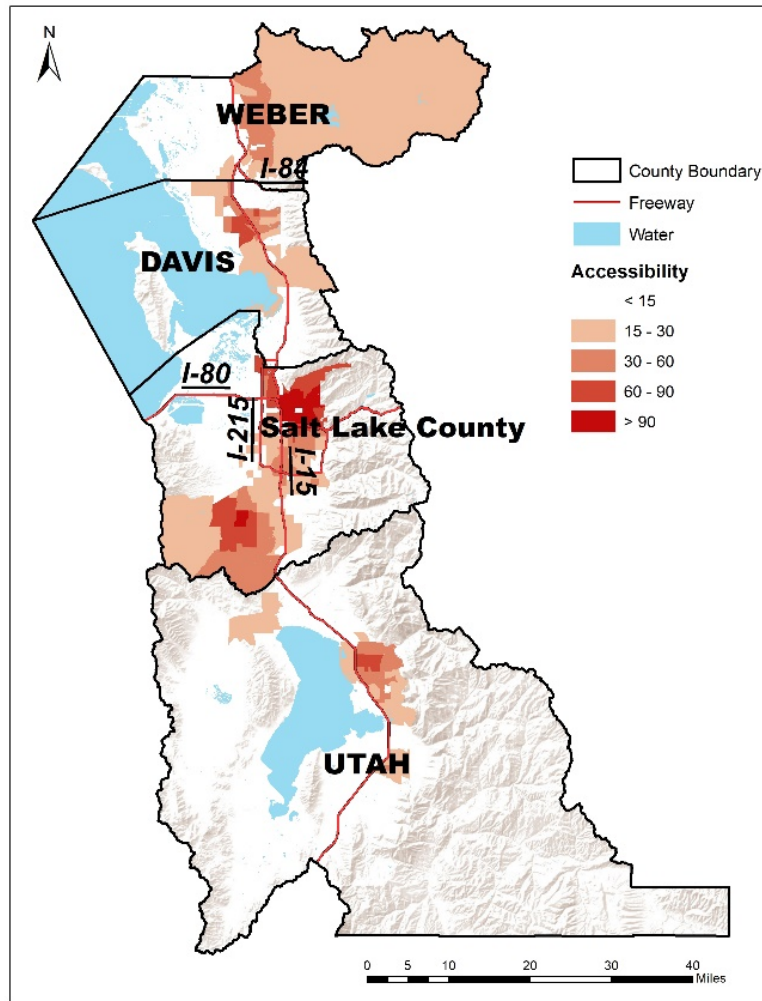 N
WEBER
I-84
County Boundary
Freeway
Water
DAVIS
Accessibility
< 15
15 - 30
30 - 60
60 - 90
> 90
I-80
I-215
Salt Lake County
I-15
UTAH
0 5 10 20 30 40
Miles